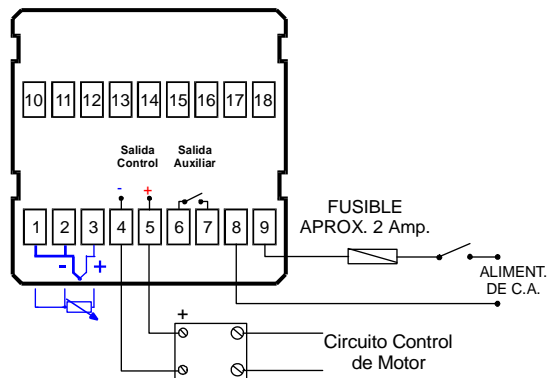 10 11 12 13 14 15 16 17 18
Salida Salida
Control Auxiliar
- +
1 2 3 4 5 6 7 8 9
- +
FUSIBLE
APROX. 2 Amp.
ALIMENT.
DE C.A.
+
Circuito Control
de Motor